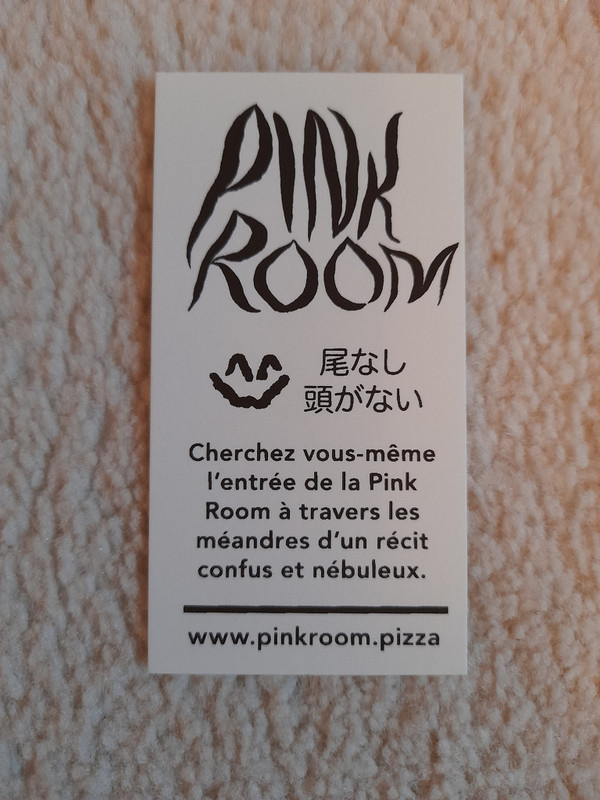 PINK
ROOM
尾なし
頭がない
Cherchez vous-même
l'entrée de la Pink
Room à travers les
méandres d'un récit
confus et nébuleux.
www.pinkroom.pizza